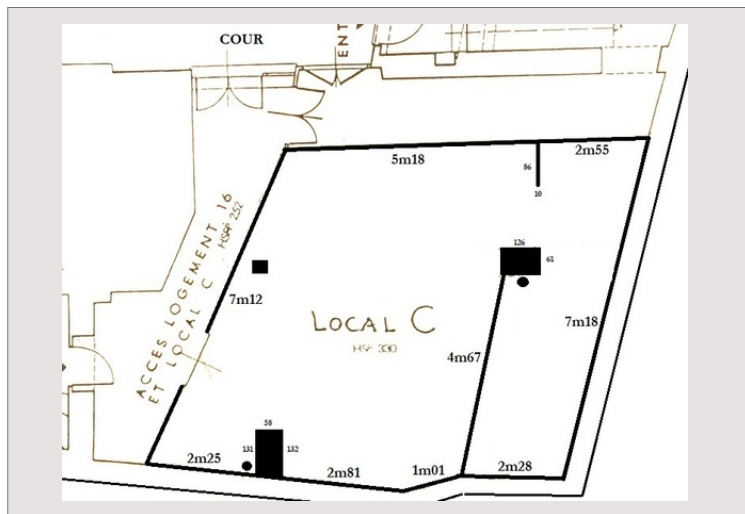 COUR
ENT
5m18
2m55
86
10
ACCES LOGEMENT 16
ET LOCAL C
HSP 252
126
61
7m12
LOCAL C
HSP 330
7m18
4m67
58
131
132
2m25
2m81
1m01
2m28